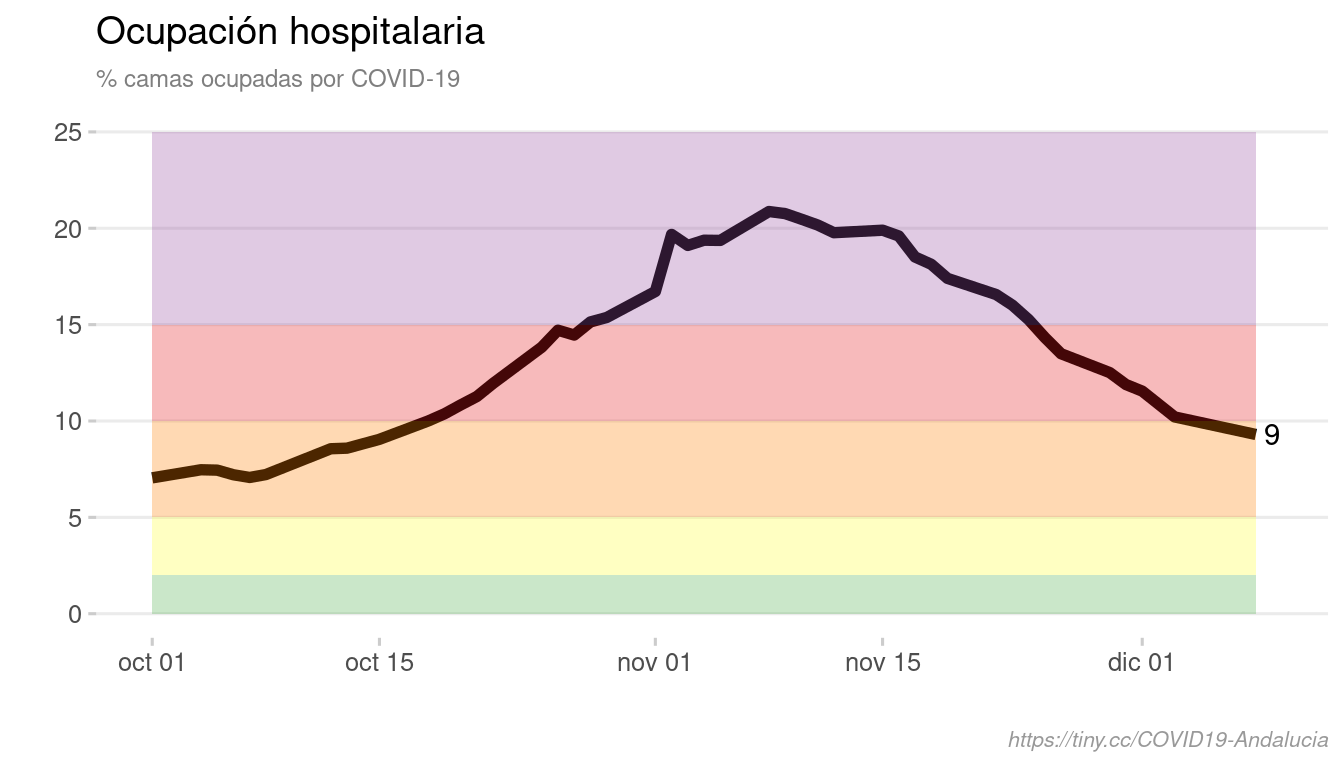 Ocupación hospitalaria
% camas ocupadas por COVID-19
25
20
15
10
5
0
9
oct 01 oct 15 nov 01 nov 15 dic 01
https://tiny.cc/COVID19-Andalucia